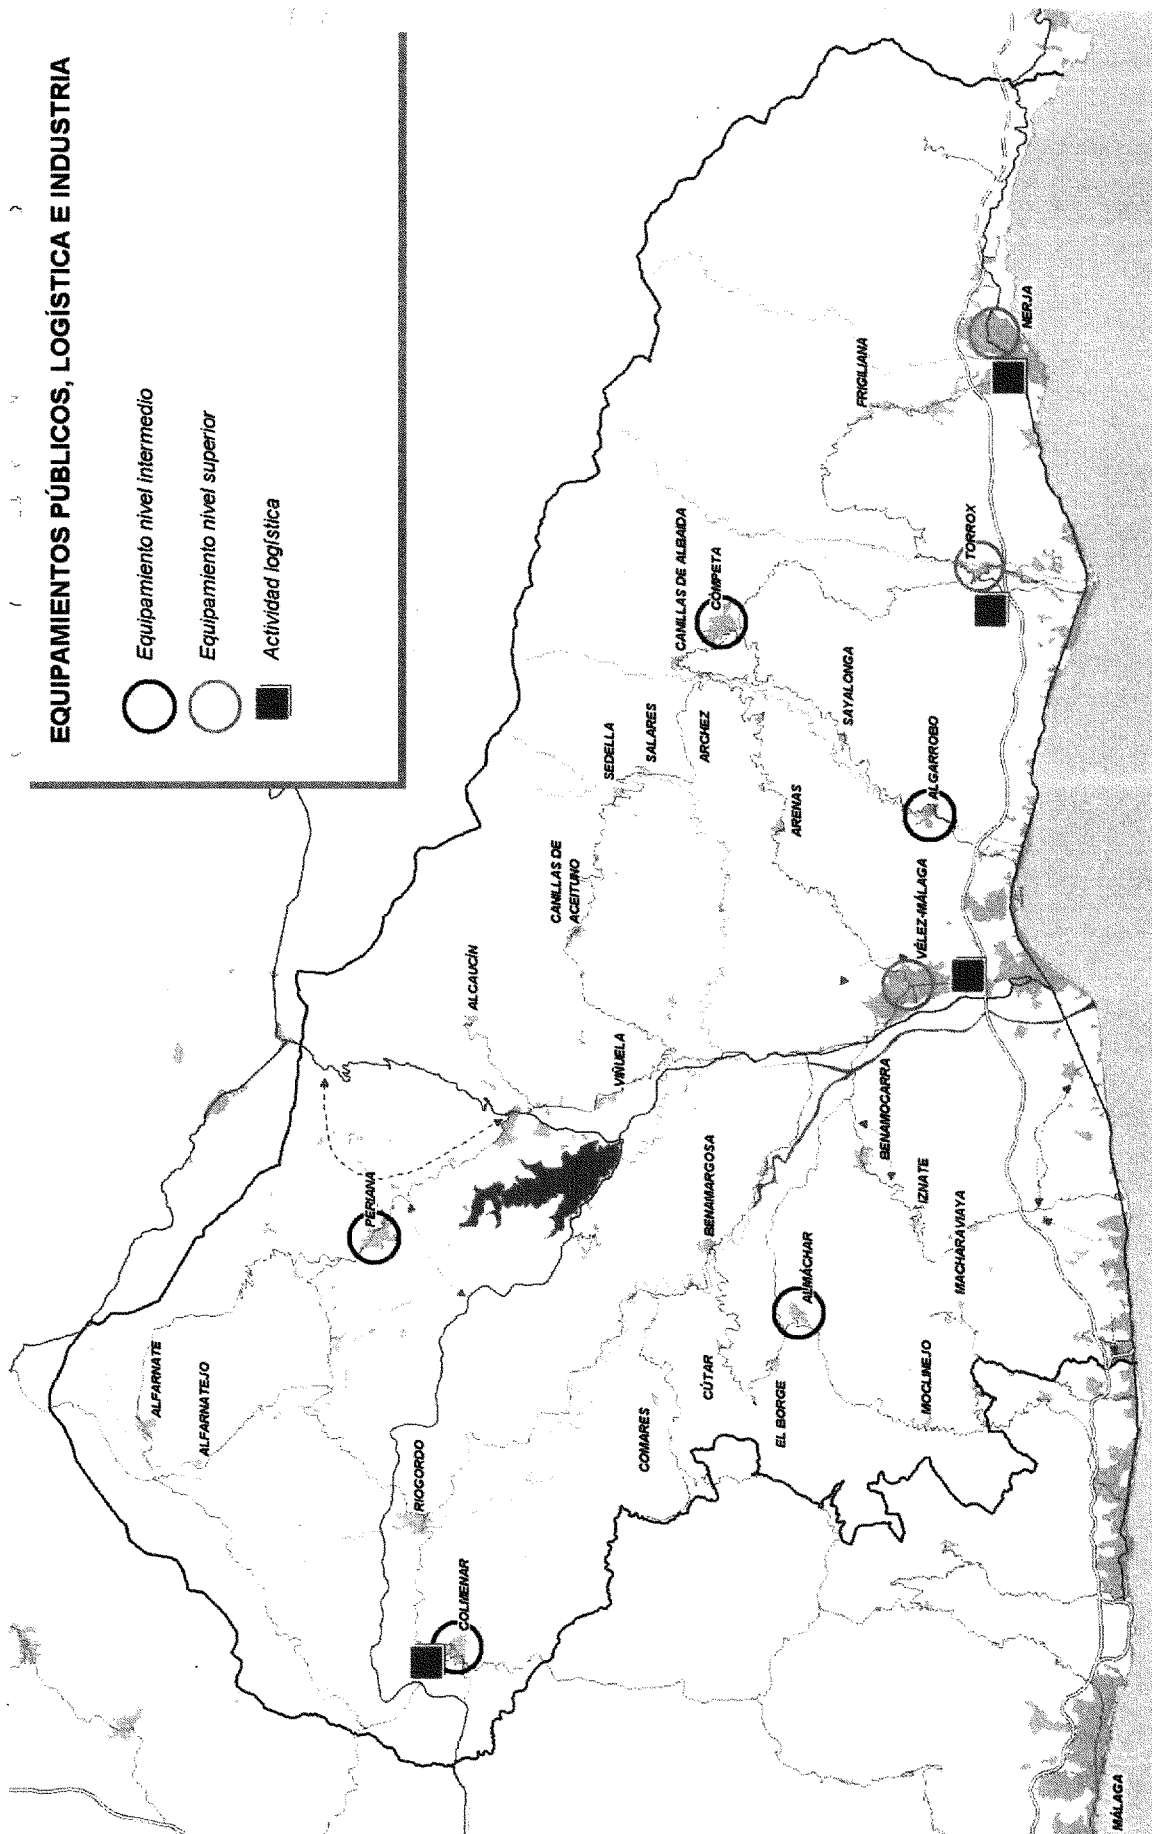 EQUIPAMIENTOS PÚBLICOS, LOGÍSTICA E INDUSTRIA
Equipamiento nivel intermedio
Equipamiento nivel superior
Actividad logística
ALFARNATE
ALFARNATEJO
PERIANA
RIOGORDO
COLMENAR
ALCAUCÍN
CANILLAS DE
ACEITUNO
SEDELLA
SALARES
VIÑUELA
CANILLAS DE ALBAIDA
CÓMPETA
ARCHEZ
COMARES
BENAMARGOSA
CÚTAR
ARENAS
EL BORGE
ALMÁCHAR
SAYALONGA
FRIGILIANA
BENAMOCARRA
IZNATE
VÉLEZ-MÁLAGA
ALGARROBO
MOCLINEJO
MACHARAVIAYA
TORROX
NERJA
MÁLAGA